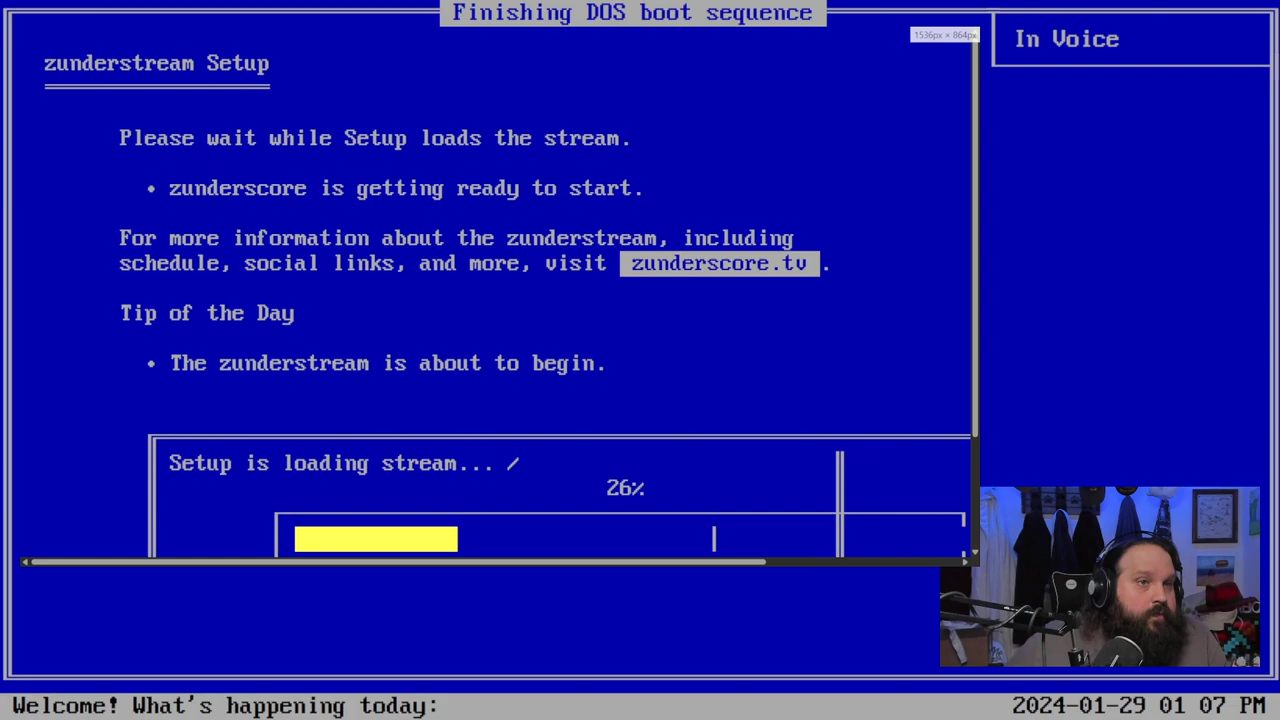 Finishing DOS boot sequence
1536px × 864px
In Voice
zunderstream Setup
Please wait while Setup loads the stream.
• zunderscore is getting ready to start.
For more information about the zunderstream, including
schedule, social links, and more, visit zunderscore.tv .
Tip of the Day
• The zunderstream is about to begin.
Setup is loading stream... /
26%
Welcome! What's happening today:
2024-01-29 01 07 PM